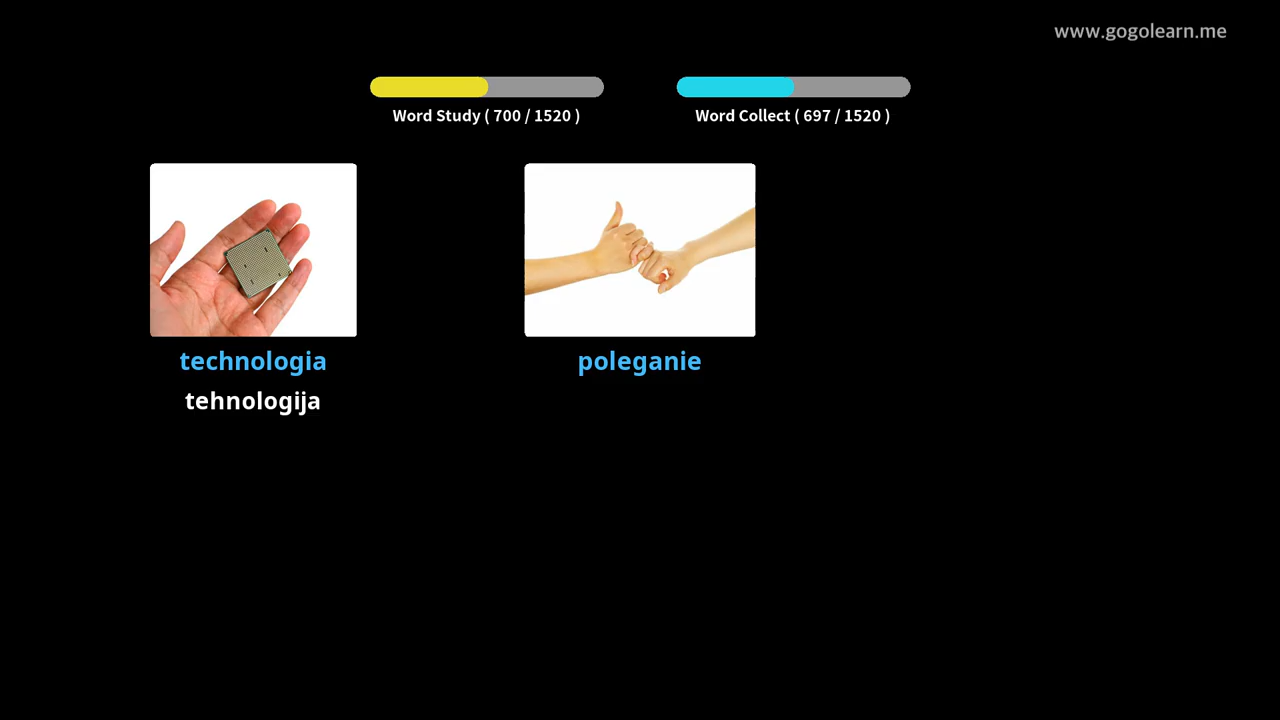 www.gogolearn.me
Word Study ( 700 / 1520 )
Word Collect ( 697 / 1520 )
technologia
poleganie
tehnologija